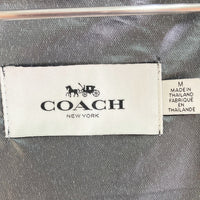 COACH
NEW YORK
M
MADE IN
THAILAND
FABRIQUÉ
EN
THAÏLANDE